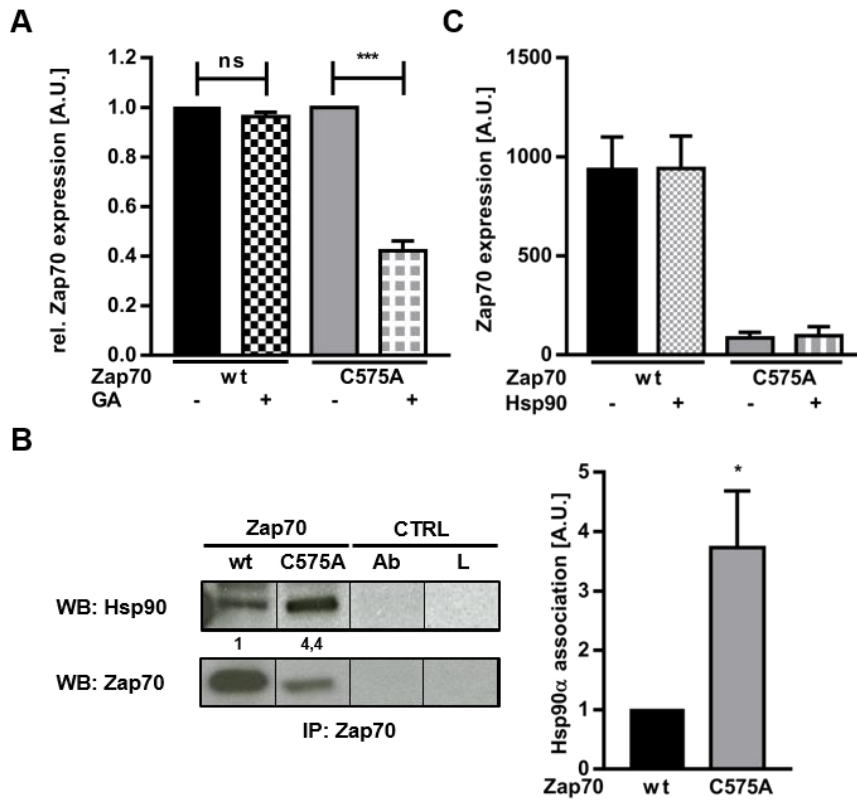 A
rel. Zap70 expression [A.U.]
1.2
1.0
0.8
0.6
0.4
0.2
0.0
ns
***
Zap70 wt C575A
GA - + - +
C
Zap70 expression [A.U.]
1500
1000
500
0
Zap70 wt C575A
Hsp90 - + - +
B
Zap70 CTRL
wt C575A Ab L
WB: Hsp90
1 4,4
WB: Zap70
IP: Zap70
Hsp90α association [A.U.]
5
4
3
2
1
0
*
Zap70 wt C575A